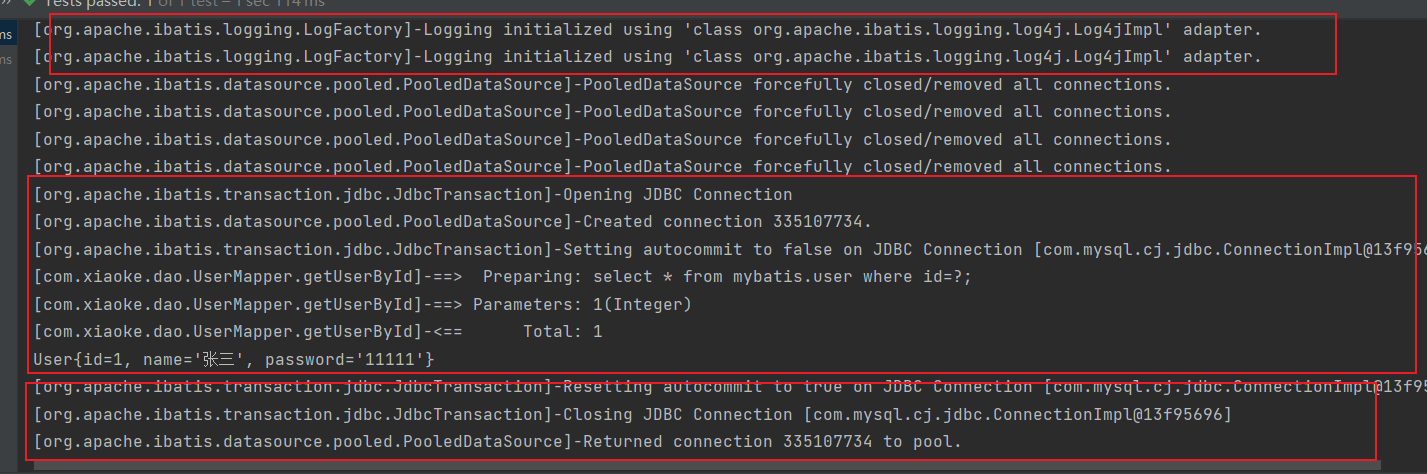 Tests passed: 1 of 1 test – 1 sec 114 ms
ms
ms
[org.apache.ibatis.logging.LogFactory]-Logging initialized using 'class org.apache.ibatis.logging.log4j.Log4jImpl' adapter.
[org.apache.ibatis.logging.LogFactory]-Logging initialized using 'class org.apache.ibatis.logging.log4j.Log4jImpl' adapter.
[org.apache.ibatis.datasource.pooled.PooledDataSource]-PooledDataSource forcefully closed/removed all connections.
[org.apache.ibatis.datasource.pooled.PooledDataSource]-PooledDataSource forcefully closed/removed all connections.
[org.apache.ibatis.datasource.pooled.PooledDataSource]-PooledDataSource forcefully closed/removed all connections.
[org.apache.ibatis.datasource.pooled.PooledDataSource]-PooledDataSource forcefully closed/removed all connections.
[org.apache.ibatis.transaction.jdbc.JdbcTransaction]-Opening JDBC Connection
[org.apache.ibatis.datasource.pooled.PooledDataSource]-Created connection 335107734.
[org.apache.ibatis.transaction.jdbc.JdbcTransaction]-Setting autocommit to false on JDBC Connection [com.mysql.cj.jdbc.ConnectionImpl@13f956
[com.xiaoke.dao.UserMapper.getUserById]-==>  Preparing: select * from mybatis.user where id=?;
[com.xiaoke.dao.UserMapper.getUserById]-==> Parameters: 1(Integer)
[com.xiaoke.dao.UserMapper.getUserById]-<==      Total: 1
User{id=1, name='张三', password='11111'}
[org.apache.ibatis.transaction.jdbc.JdbcTransaction]-Resetting autocommit to true on JDBC Connection [com.mysql.cj.jdbc.ConnectionImpl@13f95
[org.apache.ibatis.transaction.jdbc.JdbcTransaction]-Closing JDBC Connection [com.mysql.cj.jdbc.ConnectionImpl@13f95696]
[org.apache.ibatis.datasource.pooled.PooledDataSource]-Returned connection 335107734 to pool.